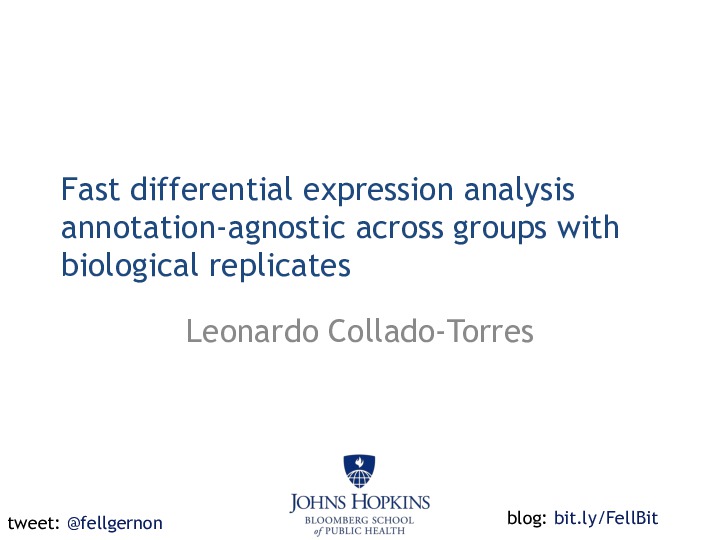 Fast differential expression analysis
annotation-agnostic across groups with
biological replicates
Leonardo Collado-Torres
JOHNS HOPKINS
BLOOMBERG SCHOOL
of PUBLIC HEALTH
tweet: @fellgernon
blog: bit.ly/FellBit